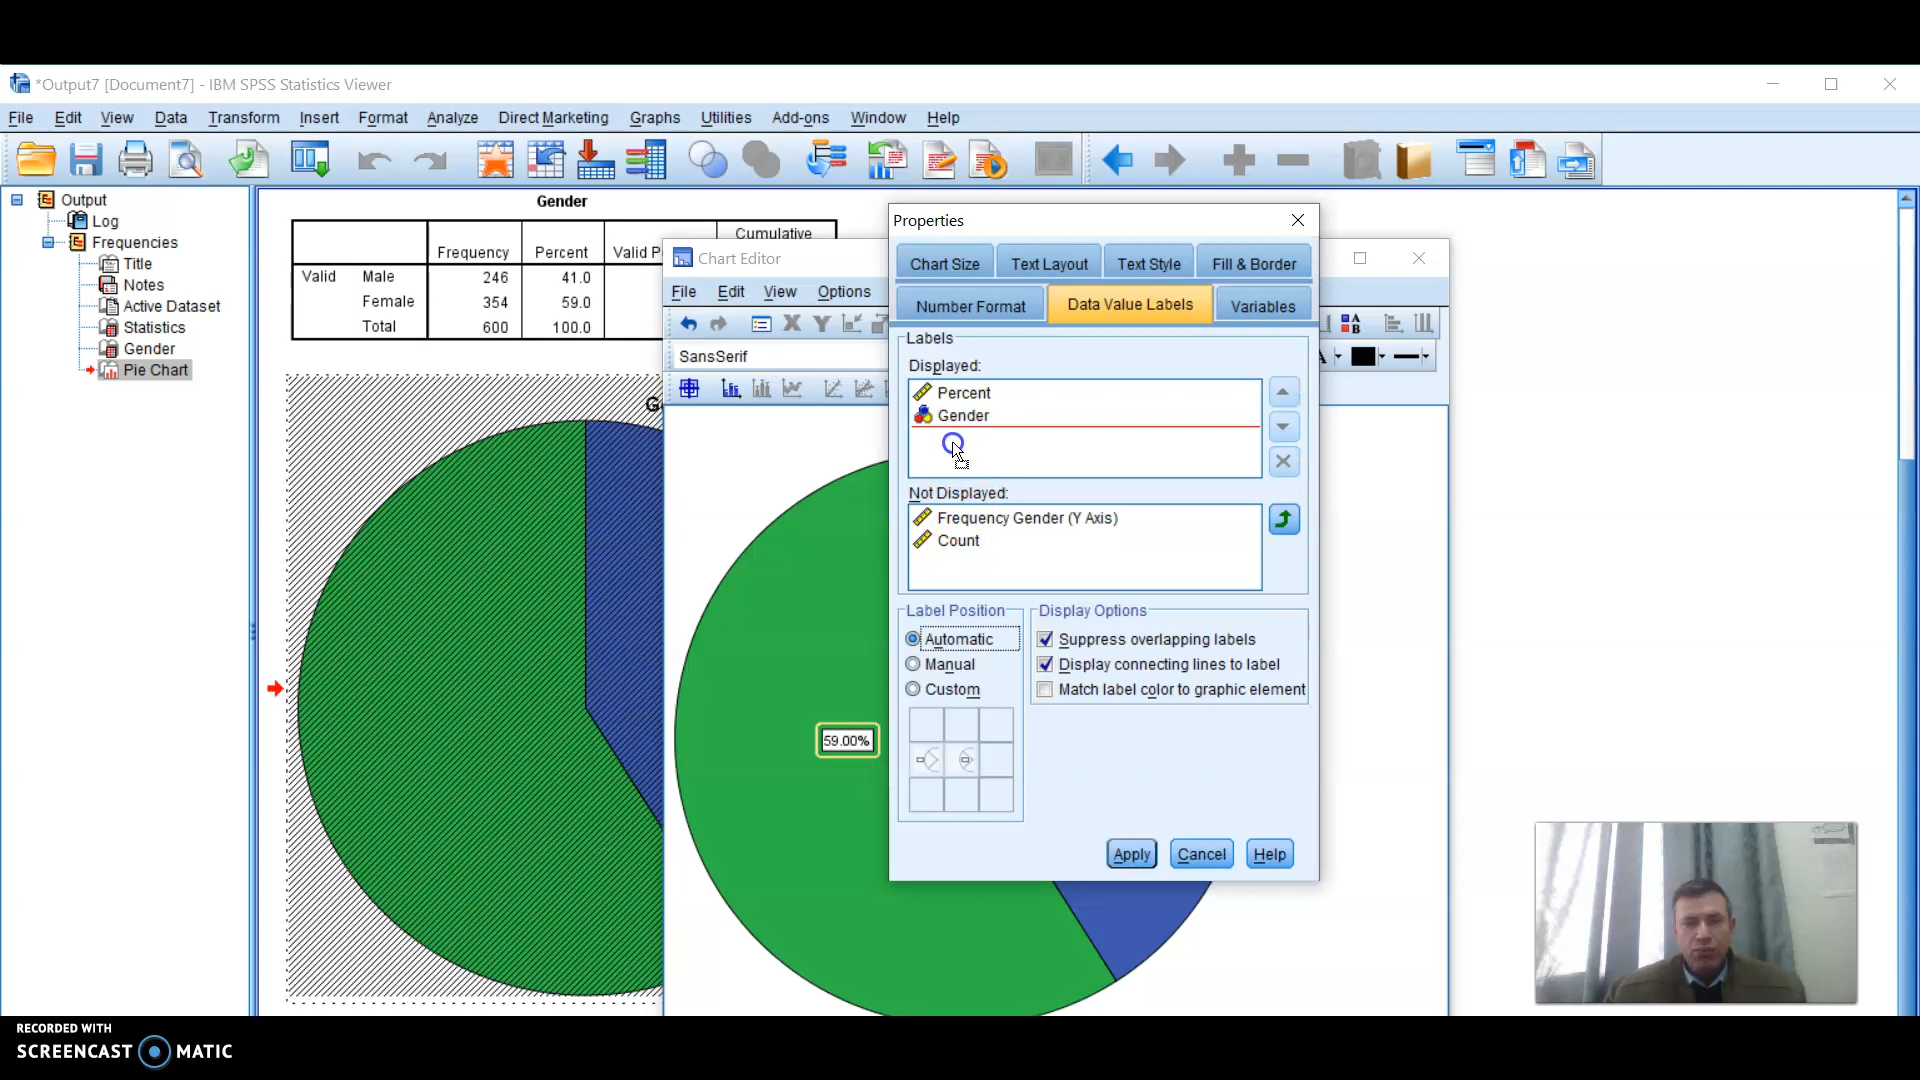 *Output7 [Document7] - IBM SPSS Statistics Viewer
File Edit View Data Transform Insert Format Analyze Direct Marketing Graphs Utilities Add-ons Window Help
Output
Log
Frequencies
Title
Notes
Active Dataset
Statistics
Gender
Pie Chart
Gender
Frequency Percent Valid P Cumulative
Valid Male 246 41.0
Female 354 59.0
Total 600 100.0
G
Chart Editor
File Edit View Options
X Y
A
B
SansSerif
A
59.00%
Properties
Chart Size Text Layout Text Style Fill & Border
Number Format Data Value Labels Variables
Labels
Displayed:
Percent
Gender
Not Displayed:
Frequency Gender (Y Axis)
Count
Label Position
Automatic
Manual
Custom
Display Options
Suppress overlapping labels
Display connecting lines to label
Match label color to graphic element
Apply Cancel Help
RECORDED WITH
SCREENCAST MATIC